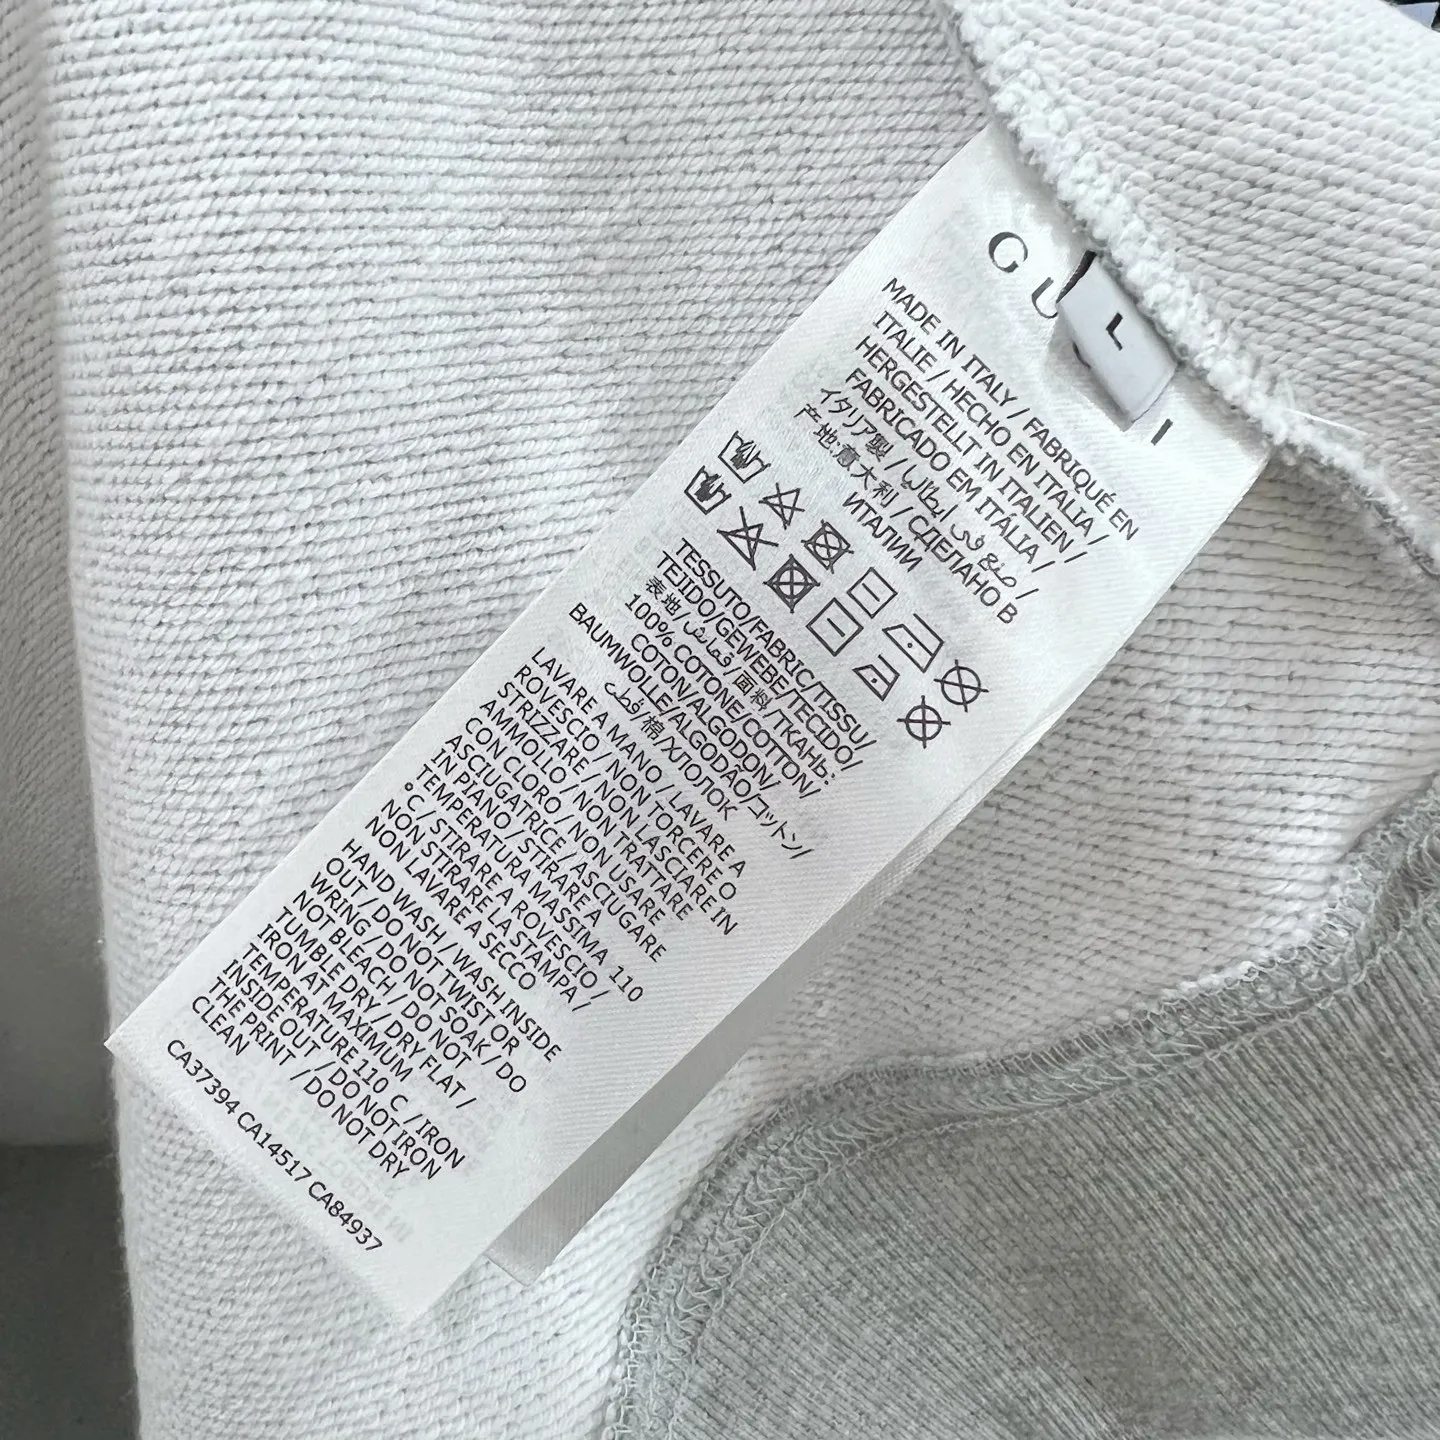 G U I
L
MADE IN ITALY / FABRIQUÉ EN
ITALIE / HECHO EN ITALIA /
HERGESTELLT IN ITALIEN /
FABRICADO EM ITÁLIA /
イタリア製 / صنع في ايطاليا /
产地:意大利 / СДЕЛАНО В
ИТАЛИИ
TESSUTO/FABRIC/TISSU/
TEJIDO/GEWEBE/TECIDO/
表地/قماش/面料/ТКАНЬ:
100% COTONE/COTTON/
COTON/ALGODON/
BAUMWOLLE/ALGODAO/コットン/
قطن/棉/ХЛОПОК
LAVARE A MANO / LAVARE A
ROVESCIO / NON TORCERE O
STRIZZARE / NON LASCIARE IN
AMMOLLO / NON TRATTARE
CON CLORO / NON USARE
ASCIUGATRICE / ASCIUGARE
IN PIANO / STIRARE A
TEMPERATURA MASSIMA 110
°C / STIRARE A ROVESCIO /
NON STIRARE LA STAMPA /
NON LAVARE A SECCO
HAND WASH / WASH INSIDE
OUT / DO NOT TWIST OR
WRING / DO NOT SOAK / DO
NOT BLEACH / DO NOT
TUMBLE DRY / DRY FLAT /
IRON AT MAXIMUM
TEMPERATURE 110 C / IRON
INSIDE OUT / DO NOT IRON
THE PRINT / DO NOT DRY
CLEAN
CA37394 CA14517 CA84937